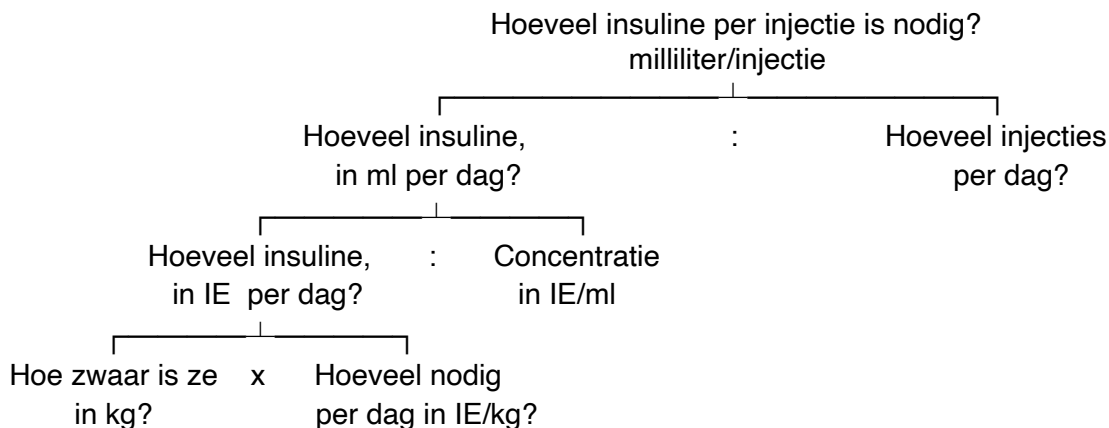 Hoeveel insuline per injectie is nodig?
milliliter/injectie
Hoeveel insuline, : Hoeveel injecties
in ml per dag? per dag?
Hoeveel insuline, : Concentratie
in IE per dag? in IE/ml
Hoe zwaar is ze x Hoeveel nodig
in kg? per dag in IE/kg?